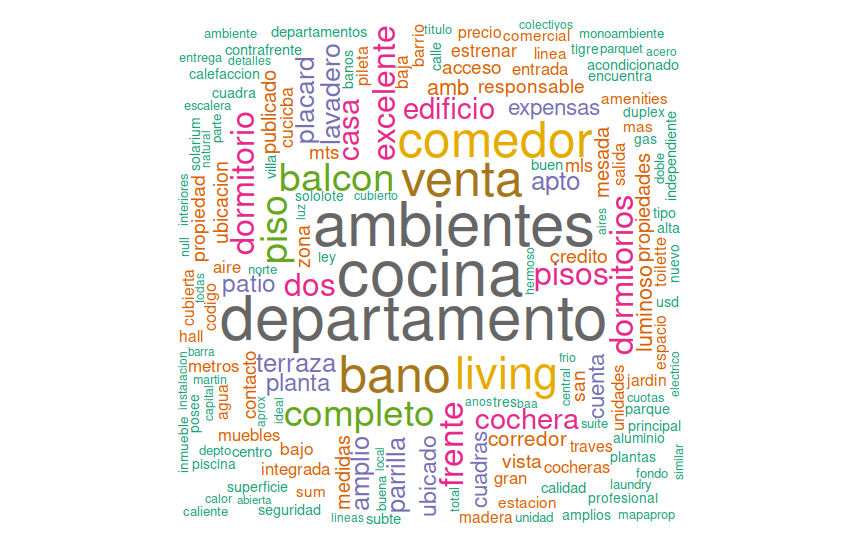 colectiyos
ambiente departamentos titulo precio comercial monoambiente
entrega contrafrente excelente barrio estrenar linea tigre parquet acero
detalles lavadero banos pileta baja calle
calefaccion placard acceso entrada acondicionado
encuentra
cuadra publicado cucicba casa amb responsable
escalera edificio expensas amenities
parte duplex
solarium natural dormitorio comedor mas gas
mts villa buen mls mesada salida doble independiente
balcon venta apto
interiores propiedad ubicacion piso sololote cubierto dormitorios propiedades
luz ambientes aires tipo
null zona alta
aire norte ley credito luminoso toilette nuevo
todas patio dos cocina hermoso pisos
cubierta codigo usd
hall departamento espacio
barra frio
metros terraza bano living central cuenta electrico
instalacion martin contacto planta san jardin
posee capital agua ideal anostres baa unidades cuotas
aprox completo frente cochera suite parque
inmueble muebles principal
depto centro bajo amplio parrilla ubicado cuadras corredor traves aluminio
piscina integrada medidas buena local vista cocheras plantas similar
gran fondo
superficie calidad laundry
calor abierta sum total estacion profesional
caliente seguridad lineas subte madera unidad amplios mapaprop